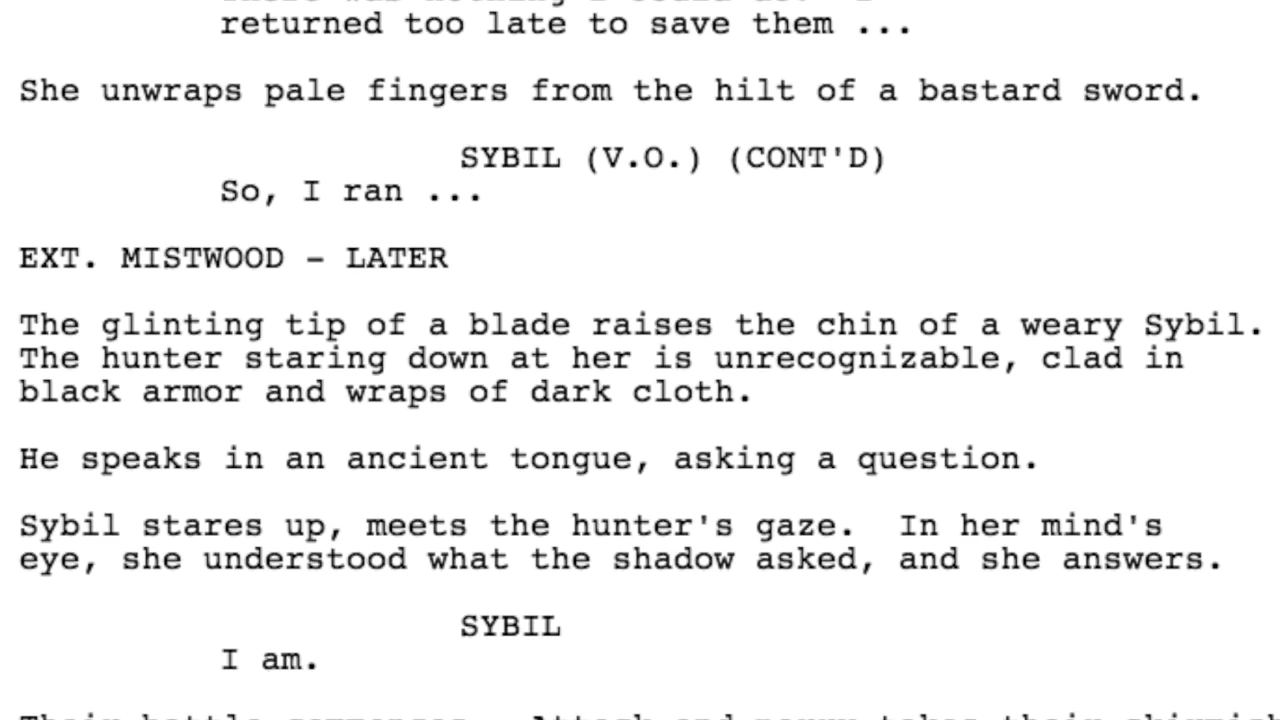 returned too late to save them ...
She unwraps pale fingers from the hilt of a bastard sword.
SYBIL (V.O.) (CONT'D)
So, I ran ...
EXT. MISTWOOD - LATER
The glinting tip of a blade raises the chin of a weary Sybil.
The hunter staring down at her is unrecognizable, clad in
black armor and wraps of dark cloth.
He speaks in an ancient tongue, asking a question.
Sybil stares up, meets the hunter's gaze.  In her mind's
eye, she understood what the shadow asked, and she answers.
SYBIL
I am.